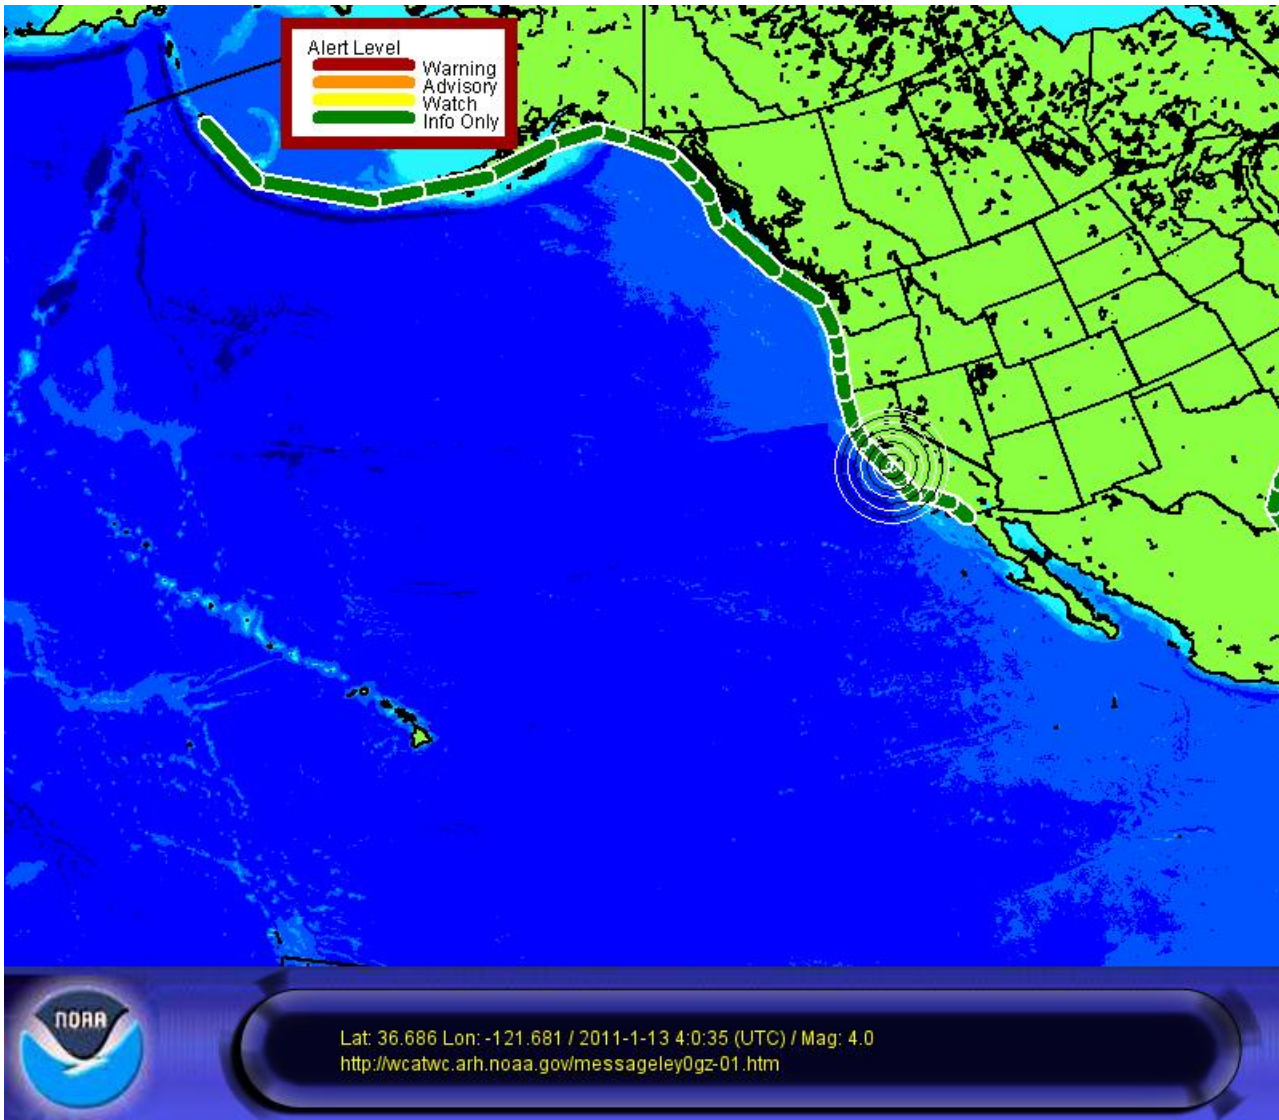 Alert Level
Warning
Advisory
Watch
Info Only
NOAA
Lat: 36.686 Lon: -121.681 / 2011-1-13 4:0:35 (UTC) / Mag: 4.0
http://wcatwc.arh.noaa.gov/messageley0gz-01.htm